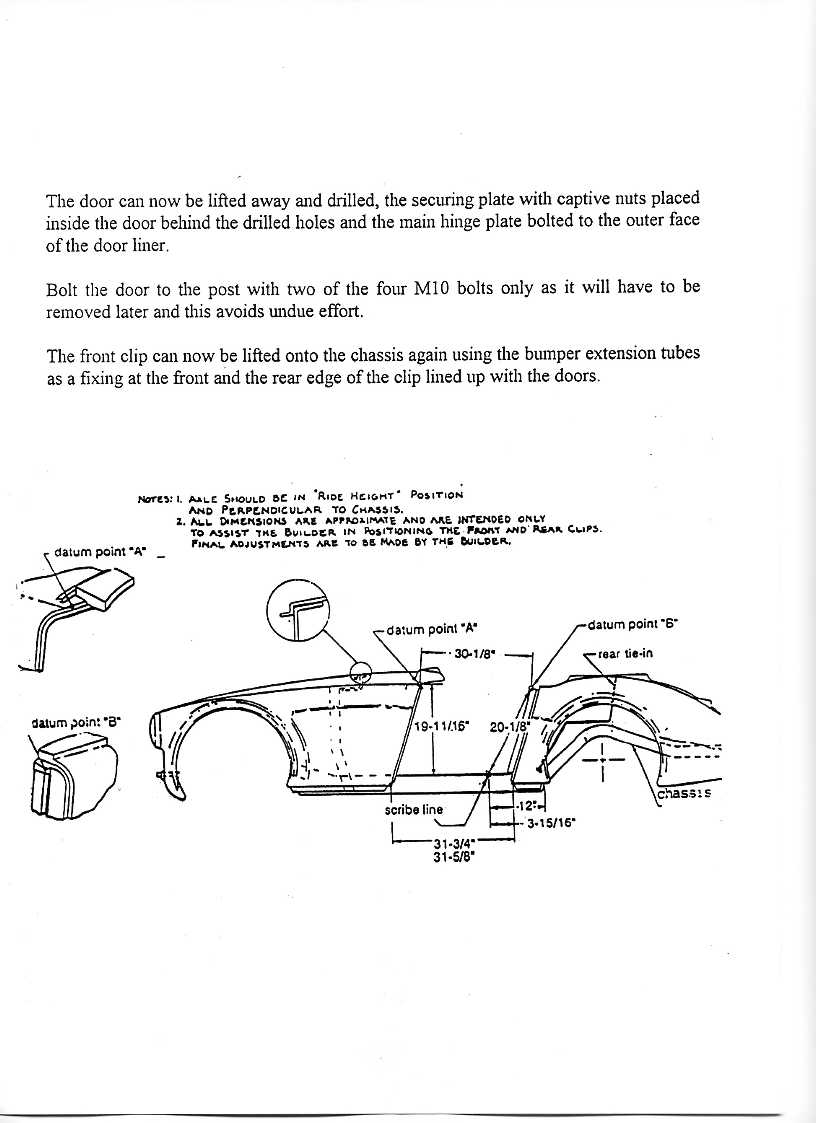 The door can now be lifted away and drilled, the securing plate with captive nuts placed
inside the door behind the drilled holes and the main hinge plate bolted to the outer face
of the door liner.
Bolt the door to the post with two of the four M10 bolts only as it will have to be
removed later and this avoids undue effort.
The front clip can now be lifted onto the chassis again using the bumper extension tubes
as a fixing at the front and the rear edge of the clip lined up with the doors.
NOTES: 1. AXLE SHOULD BE IN "RIDE HEIGHT" POSITION
AND PERPENDICULAR TO CHASSIS.
2. ALL DIMENSIONS ARE APPROXIMATE AND ARE INTENDED ONLY
TO ASSIST THE BUILDER IN POSITIONING THE FRONT AND REAR CLIPS.
FINAL ADJUSTMENTS ARE TO BE MADE BY THE BUILDER.
datum point "A"
datum point "A"
datum point "B"
30-1/8"
rear tie-in
datum point "B"
19-11/16"
20-1/8"
chassis
scribe line
12"
3-15/16"
31-3/4"
31-5/8"